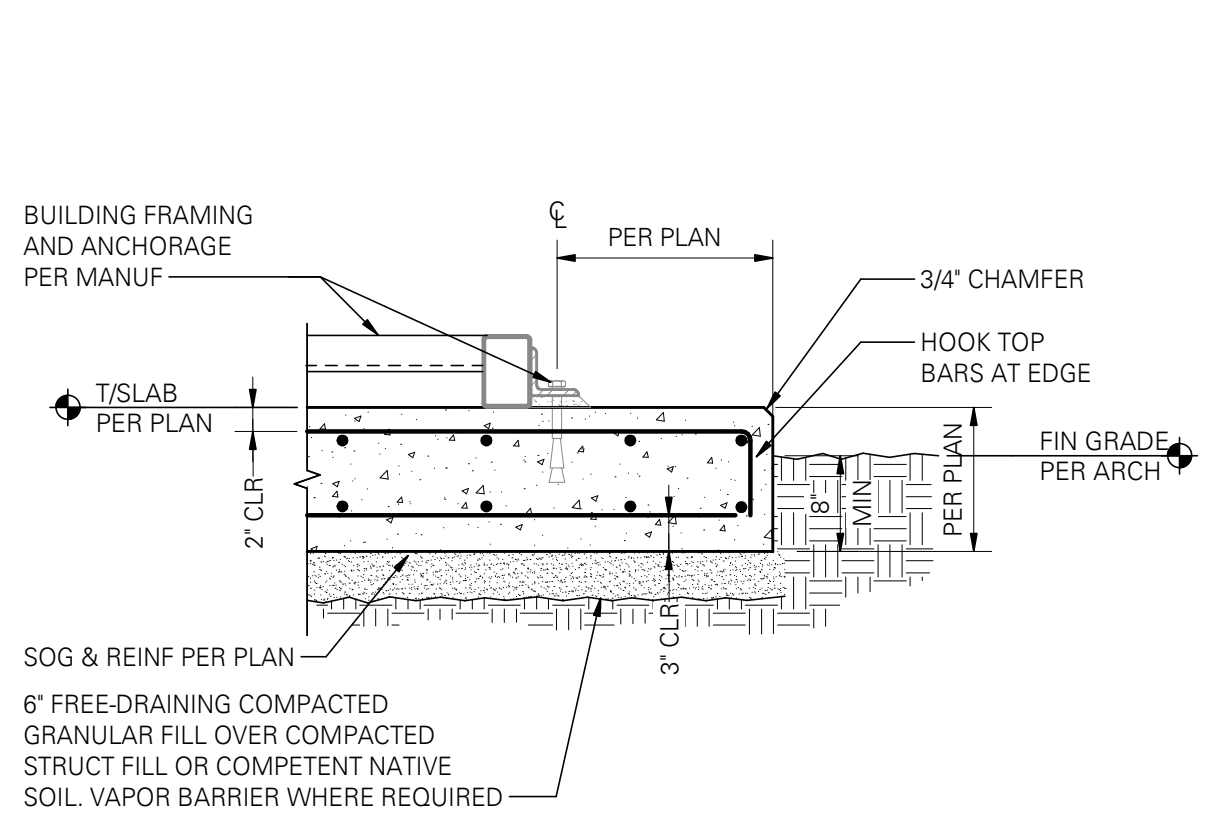 BUILDING FRAMING
AND ANCHORAGE
PER MANUF
℄
PER PLAN
3/4" CHAMFER
HOOK TOP
BARS AT EDGE
T/SLAB
PER PLAN
FIN GRADE
PER ARCH
2" CLR
8"
MIN
PER PLAN
3" CLR
SOG & REINF PER PLAN
6" FREE-DRAINING COMPACTED
GRANULAR FILL OVER COMPACTED
STRUCT FILL OR COMPETENT NATIVE
SOIL. VAPOR BARRIER WHERE REQUIRED